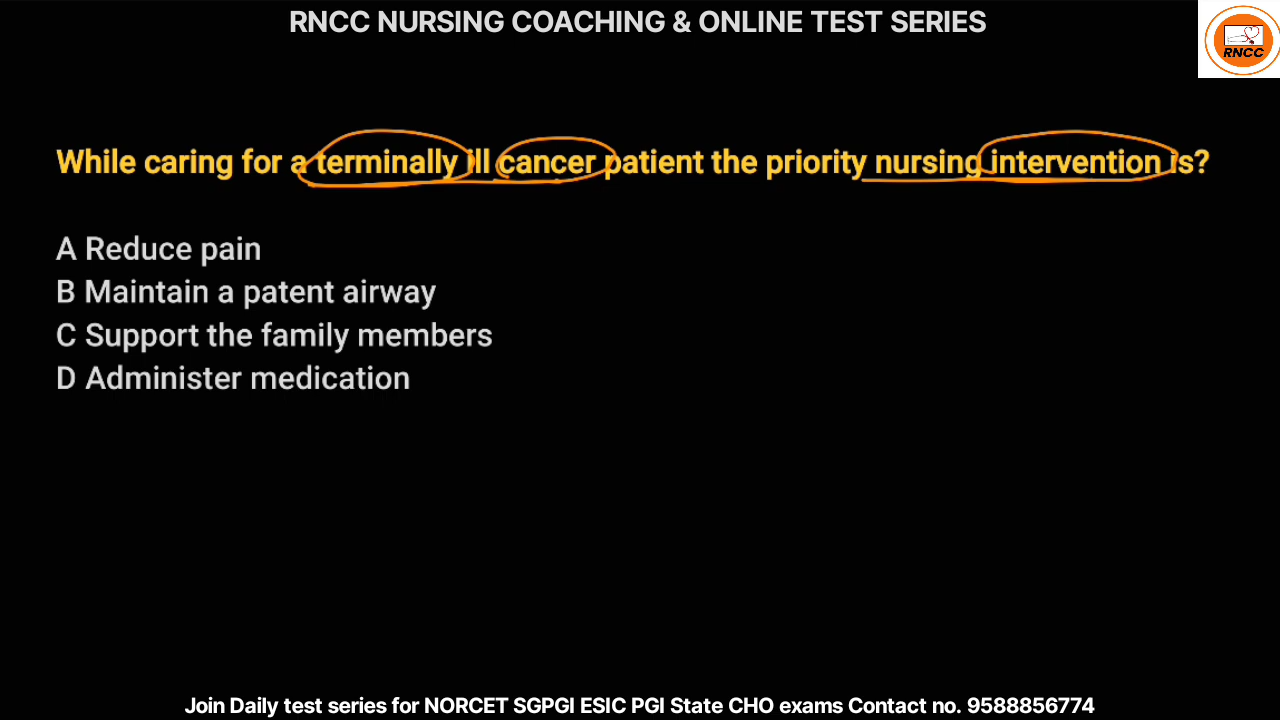 RNCC NURSING COACHING & ONLINE TEST SERIES
RNCC
While caring for a terminally ill cancer patient the priority nursing intervention is?
A Reduce pain
B Maintain a patent airway
C Support the family members
D Administer medication
Join Daily test series for NORCET SGPGI ESIC PGI State CHO exams Contact no. 9588856774